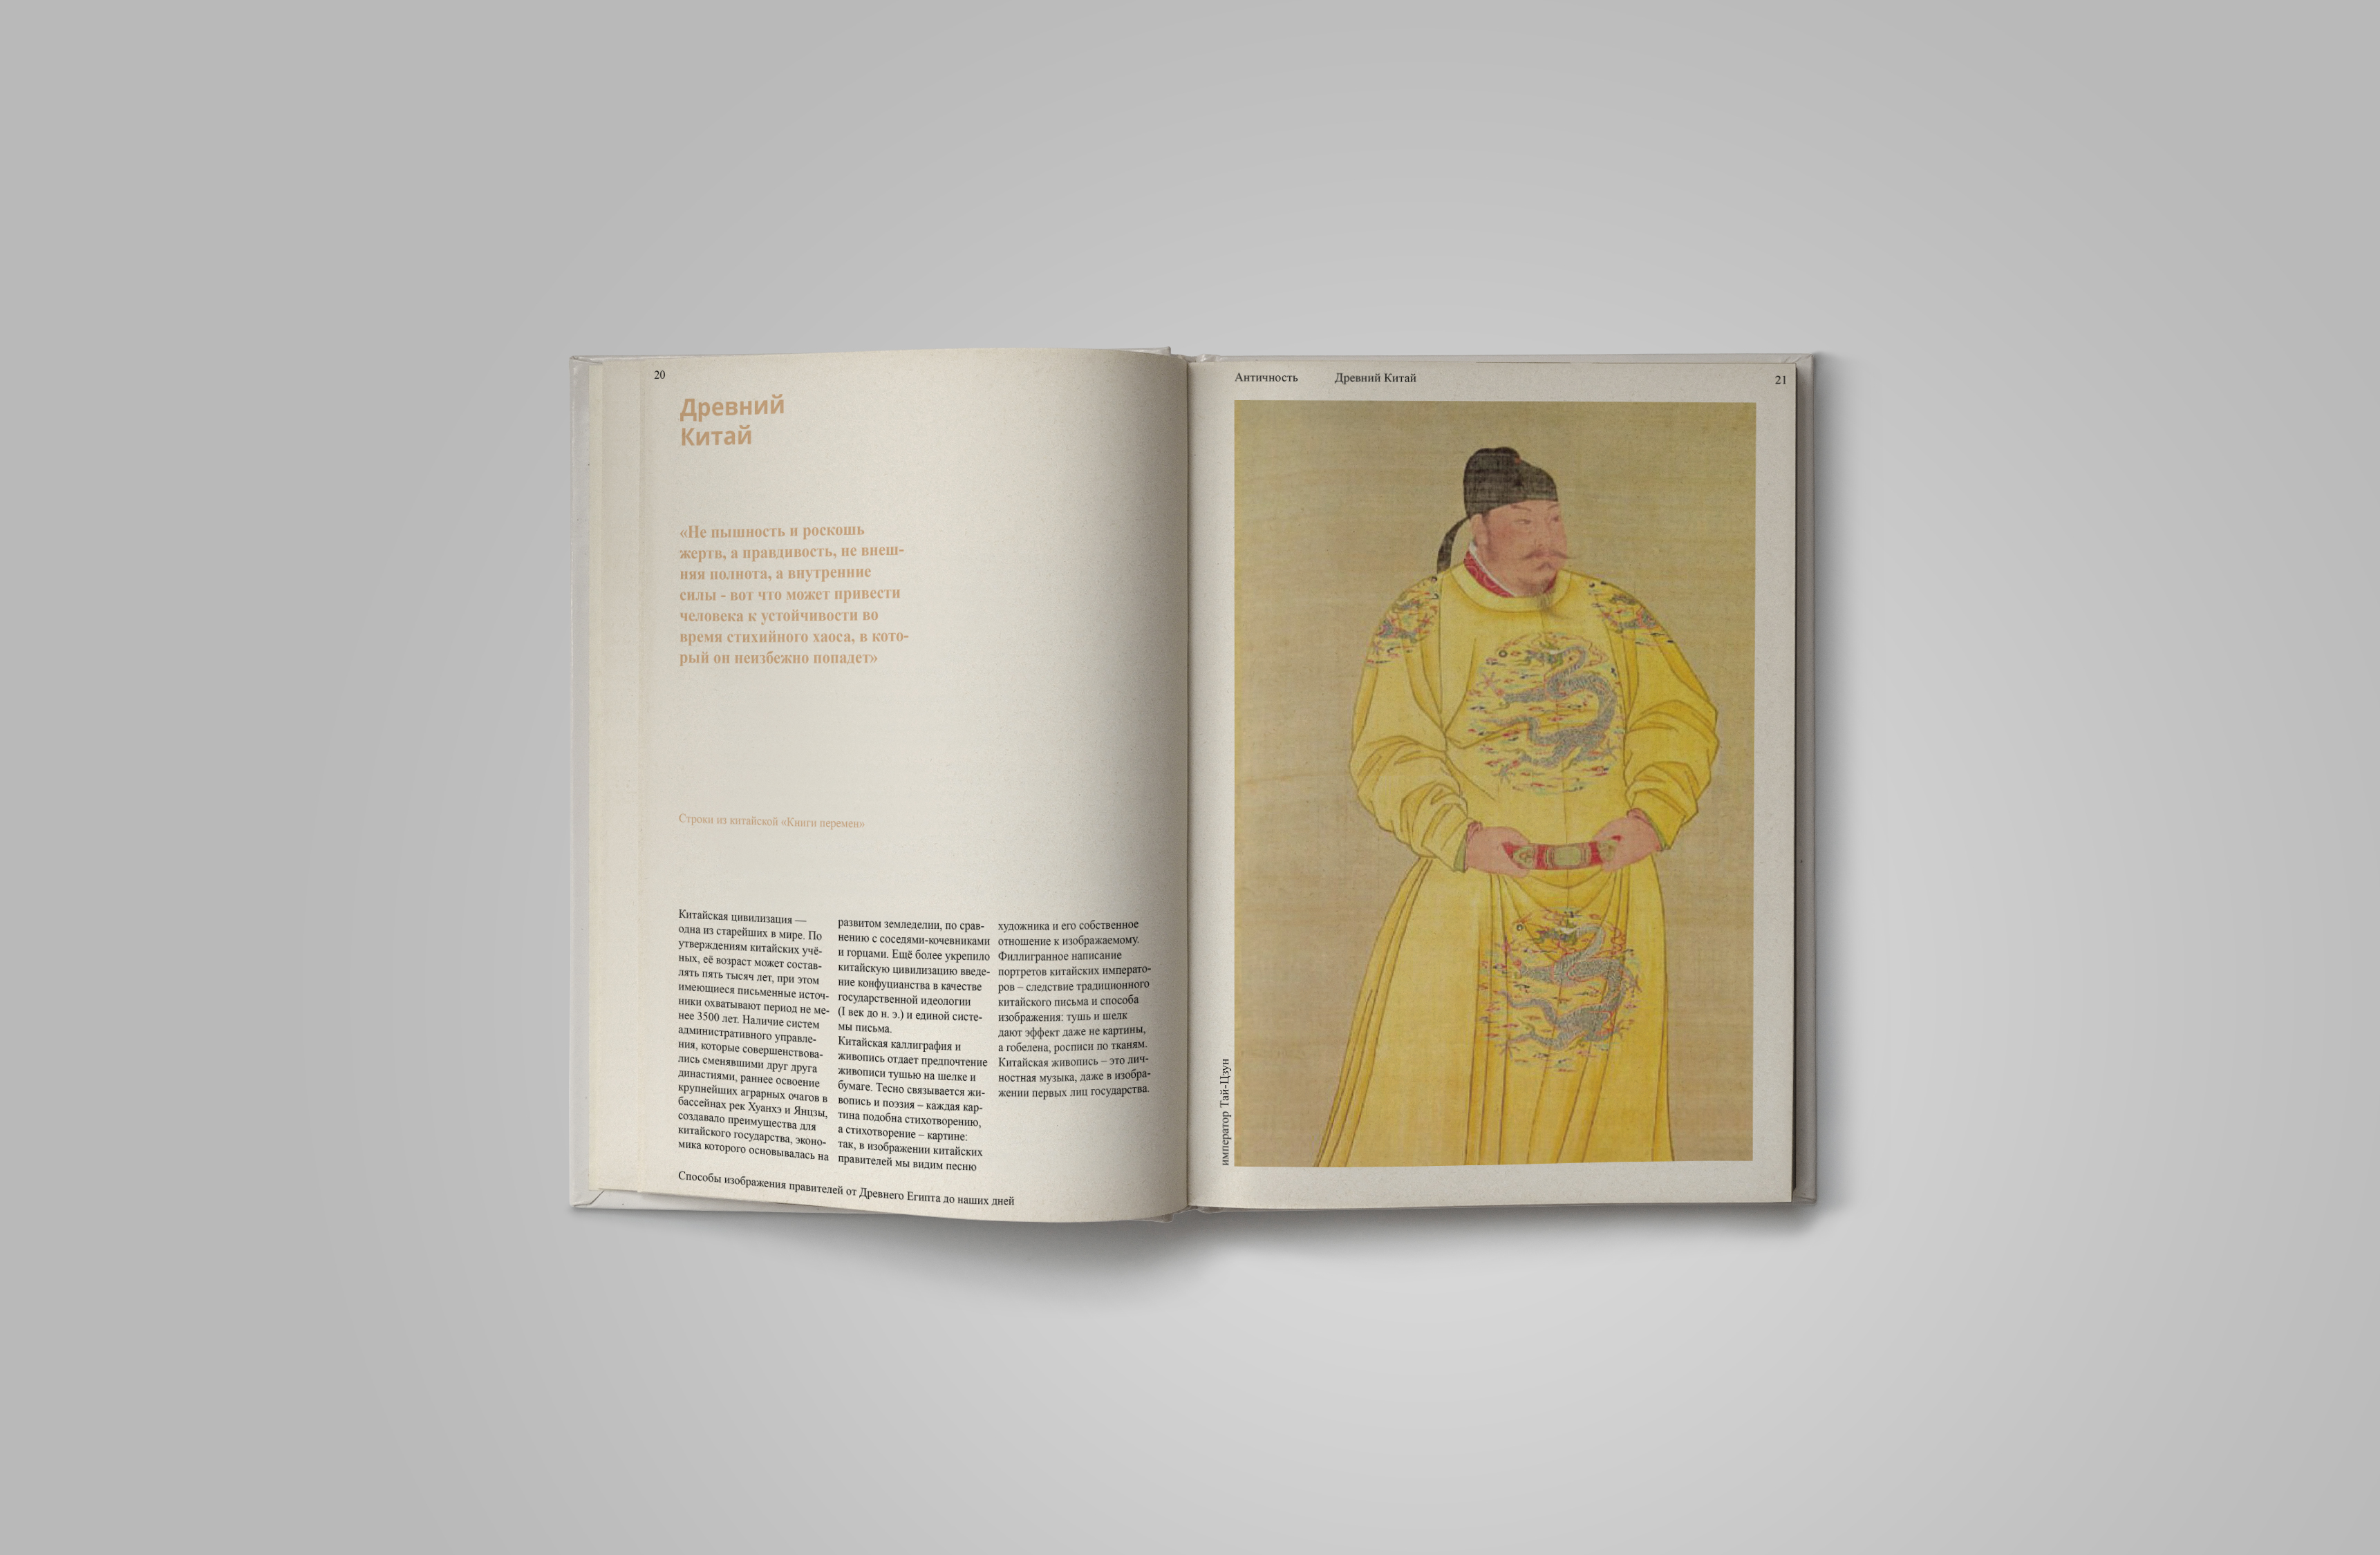 20
Древний
Китай
«Не пышность и роскошь
жертв, а правдивость, не внеш-
няя полнота, а внутренние
силы - вот что может привести
человека к устойчивости во
время стихийного хаоса, в кото-
рый он неизбежно попадет»
Строки из китайской «Книги перемен»
Китайская цивилизация —
одна из старейших в мире. По
утверждениям китайских учё-
ных, её возраст может состав-
лять пять тысяч лет, при этом
имеющиеся письменные источ-
ники охватывают период не ме-
нее 3500 лет. Наличие систем
административного управле-
ния, которые совершенствова-
лись сменявшими друг друга
династиями, раннее освоение
крупнейших аграрных очагов в
бассейнах рек Хуанхэ и Янцзы,
создавало преимущества для
китайского государства, эконо-
мика которого основывалась на
развитом земледелии, по срав-
нению с соседями-кочевниками
и горцами. Ещё более укрепило
китайскую цивилизацию введе-
ние конфуцианства в качестве
государственной идеологии
(I век до н. э.) и единой систе-
мы письма.
Китайская каллиграфия и
живопись отдает предпочтение
живописи тушью на шелке и
бумаге. Тесно связывается жи-
вопись и поэзия – каждая кар-
тина подобна стихотворению,
а стихотворение – картине:
так, в изображении китайских
правителей мы видим песню
художника и его собственное
отношение к изображаемому.
Филлигранное написание
портретов китайских императо-
ров – следствие традиционного
китайского письма и способа
изображения: тушь и шелк
дают эффект даже не картины,
а гобелена, росписи по тканям.
Китайская живопись – это лич-
ностная музыка, даже в изобра-
жении первых лиц государства.
Способы изображения правителей от Древнего Египта до наших дней
Античность Древний Китай 21
император Тай-Цзун